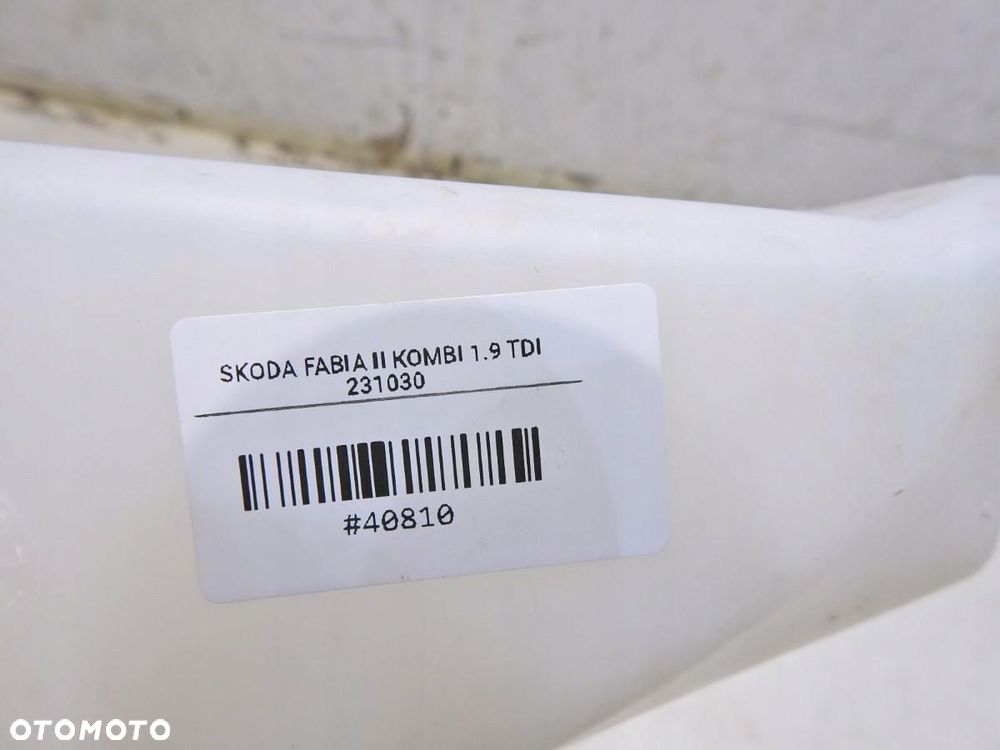 SKODA FABIA II KOMBI 1.9 TDI
231030
#40810
OTOMOTO